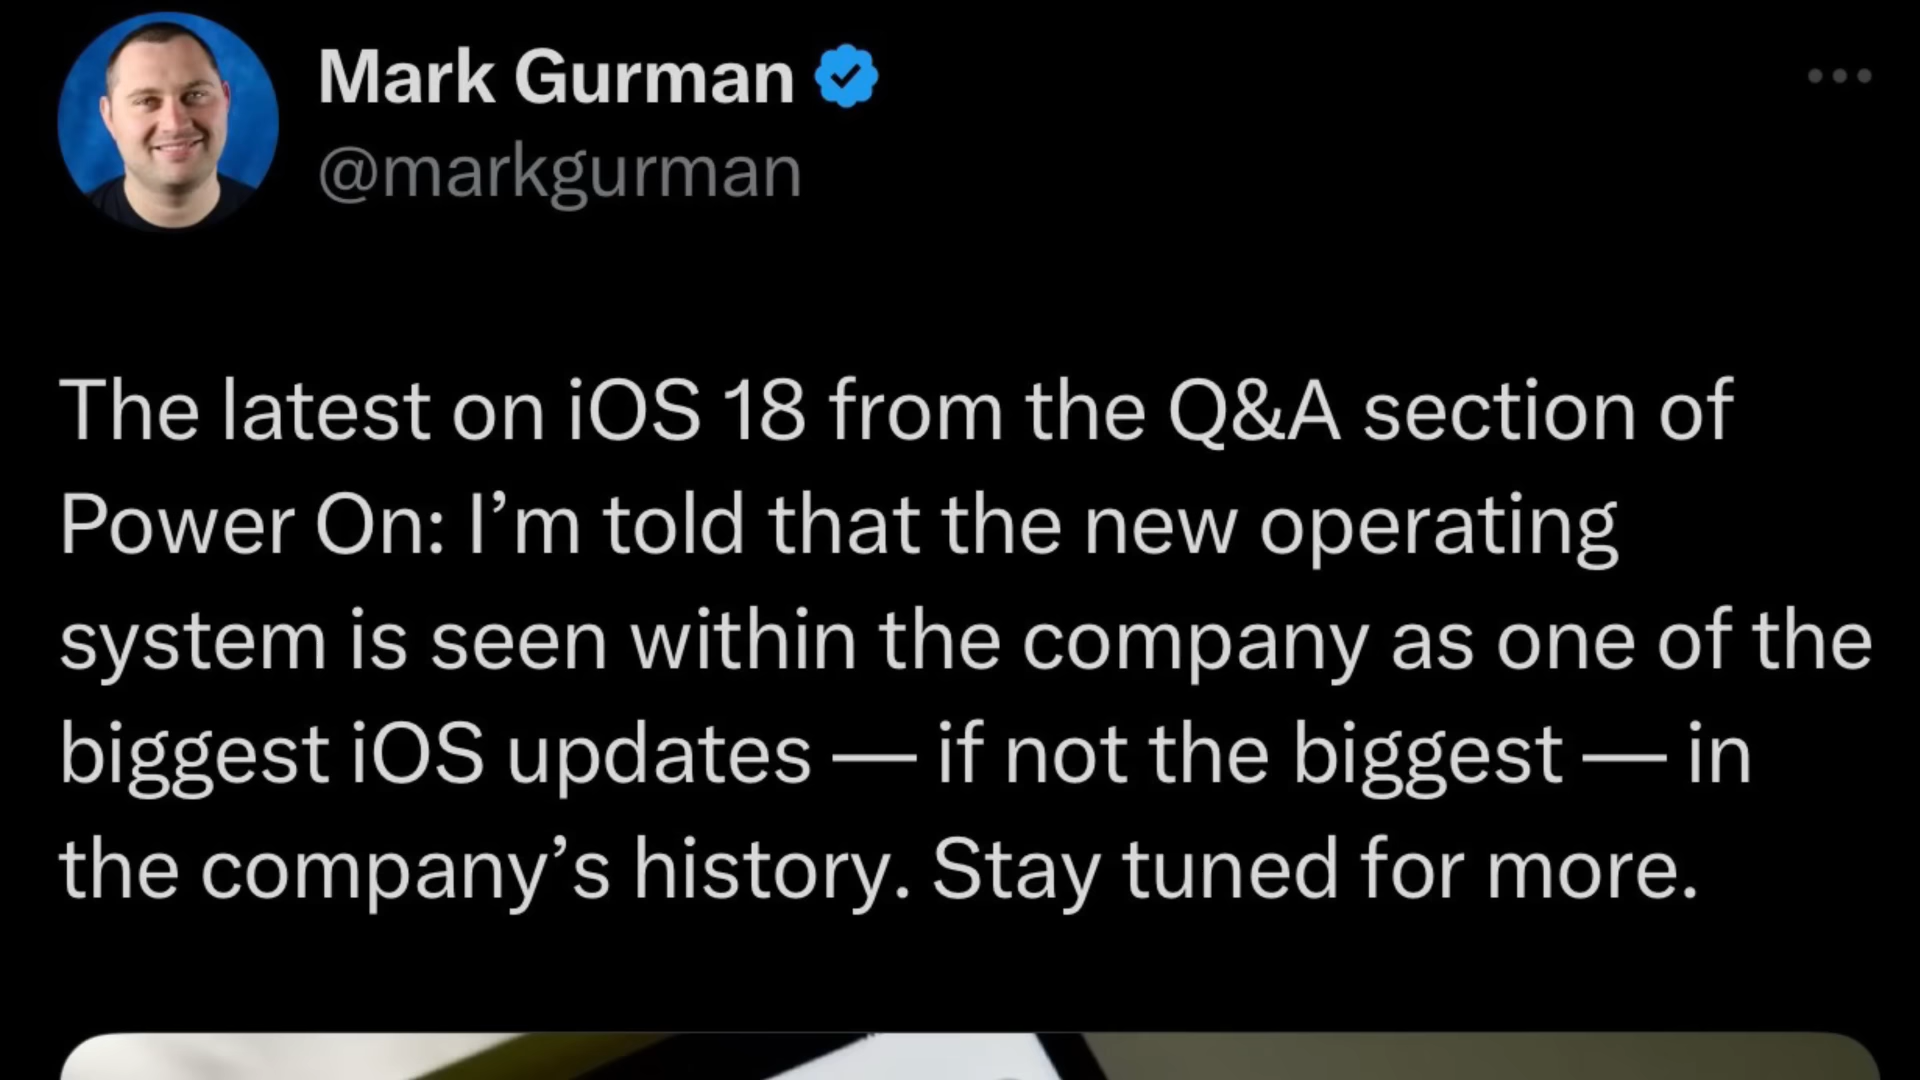 Mark Gurman
@markgurman
The latest on iOS 18 from the Q&A section of
Power On: I’m told that the new operating
system is seen within the company as one of the
biggest iOS updates — if not the biggest — in
the company’s history. Stay tuned for more.